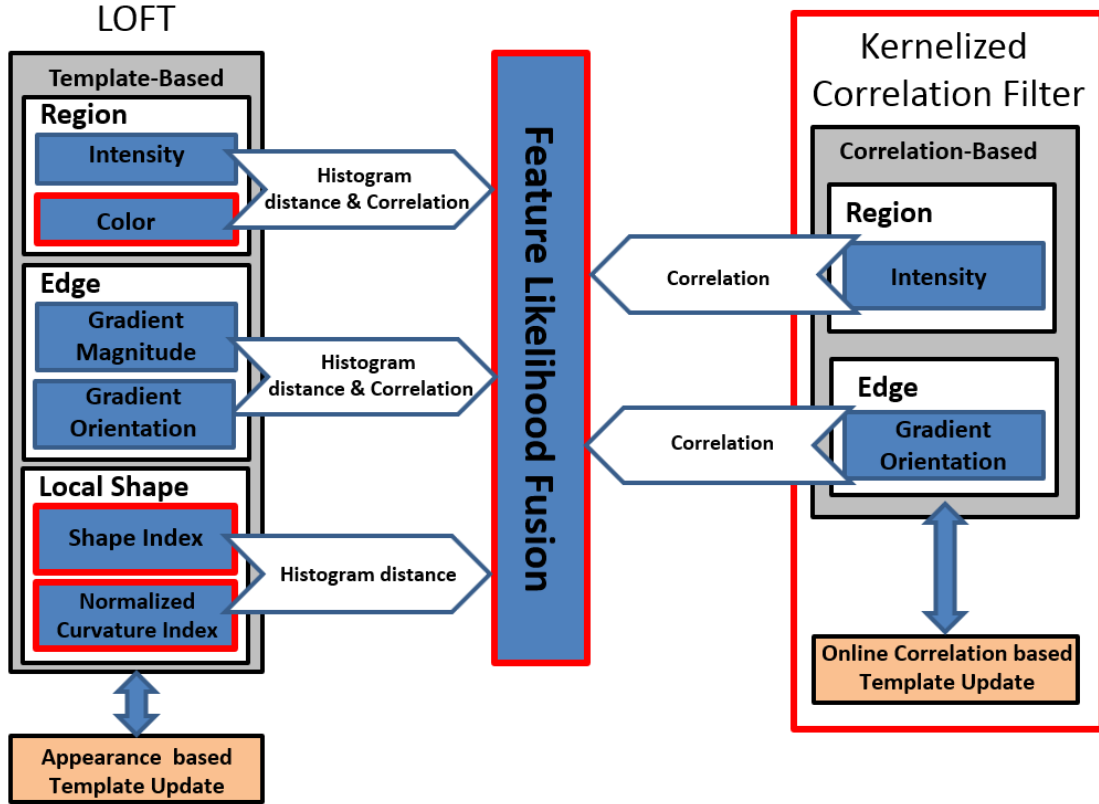 LOFT
Template-Based
Region
Intensity
Color
Histogram
distance & Correlation
Edge
Gradient
Magnitude
Gradient
Orientation
Histogram
distance & Correlation
Local Shape
Shape Index
Normalized
Curvature Index
Histogram distance
Appearance based
Template Update
Feature Likelihood Fusion
Kernelized
Correlation Filter
Correlation-Based
Region
Intensity
Correlation
Edge
Gradient
Orientation
Correlation
Online Correlation based
Template Update